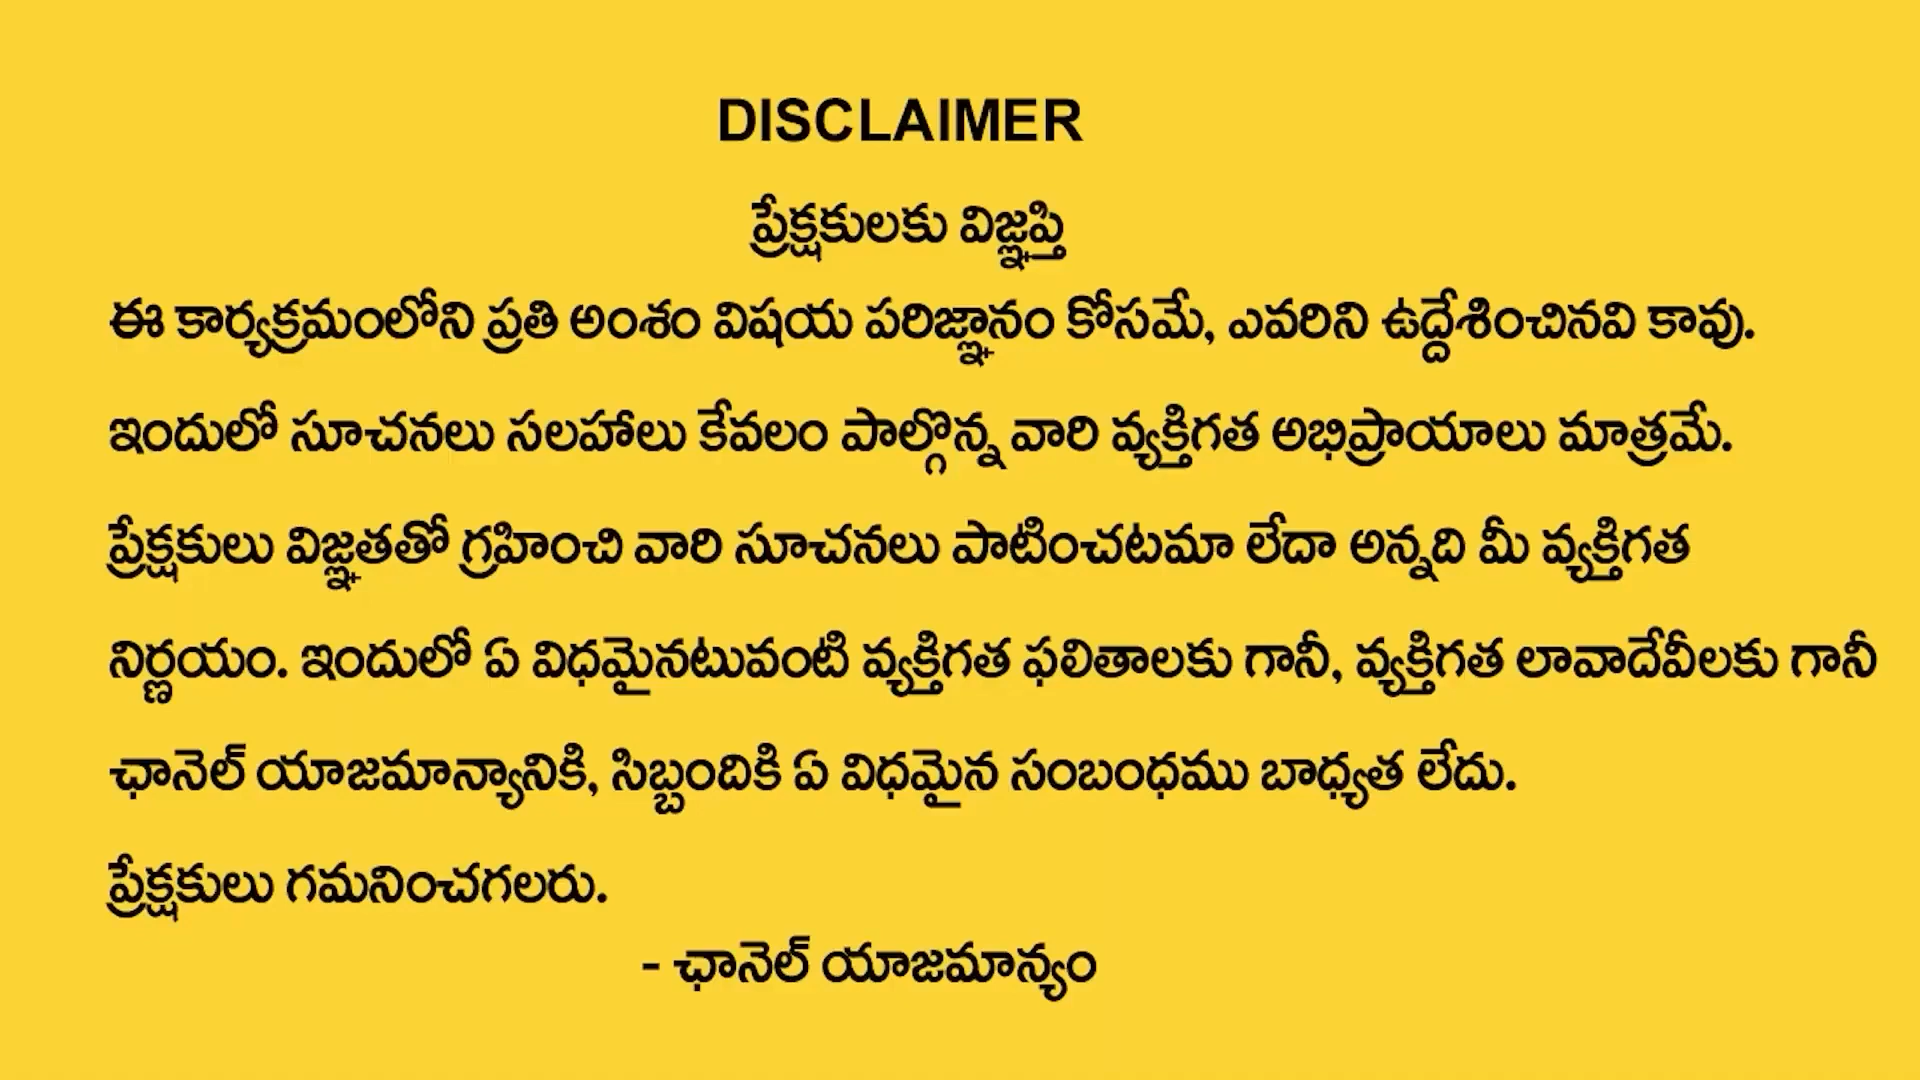 DISCLAIMER
ప్రేక్షకులకు విజ్ఞప్తి
ఈ కార్యక్రమంలోని ప్రతి అంశం విషయ పరిజ్ఞానం కోసమే, ఎవరిని ఉద్దేశించినవి కావు.
ఇందులో సూచనలు సలహాలు కేవలం పాల్గొన్న వారి వ్యక్తిగత అభిప్రాయాలు మాత్రమే.
ప్రేక్షకులు విజ్ఞతతో గ్రహించి వారి సూచనలు పాటించటమా లేదా అన్నది మీ వ్యక్తిగత
నిర్ణయం. ఇందులో ఏ విధమైనటువంటి వ్యక్తిగత ఫలితాలకు గానీ, వ్యక్తిగత లావాదేవీలకు గానీ
ఛానెల్ యాజమాన్యానికి, సిబ్బందికి ఏ విధమైన సంబంధము బాధ్యత లేదు.
ప్రేక్షకులు గమనించగలరు.
- ఛానెల్ యాజమాన్యం